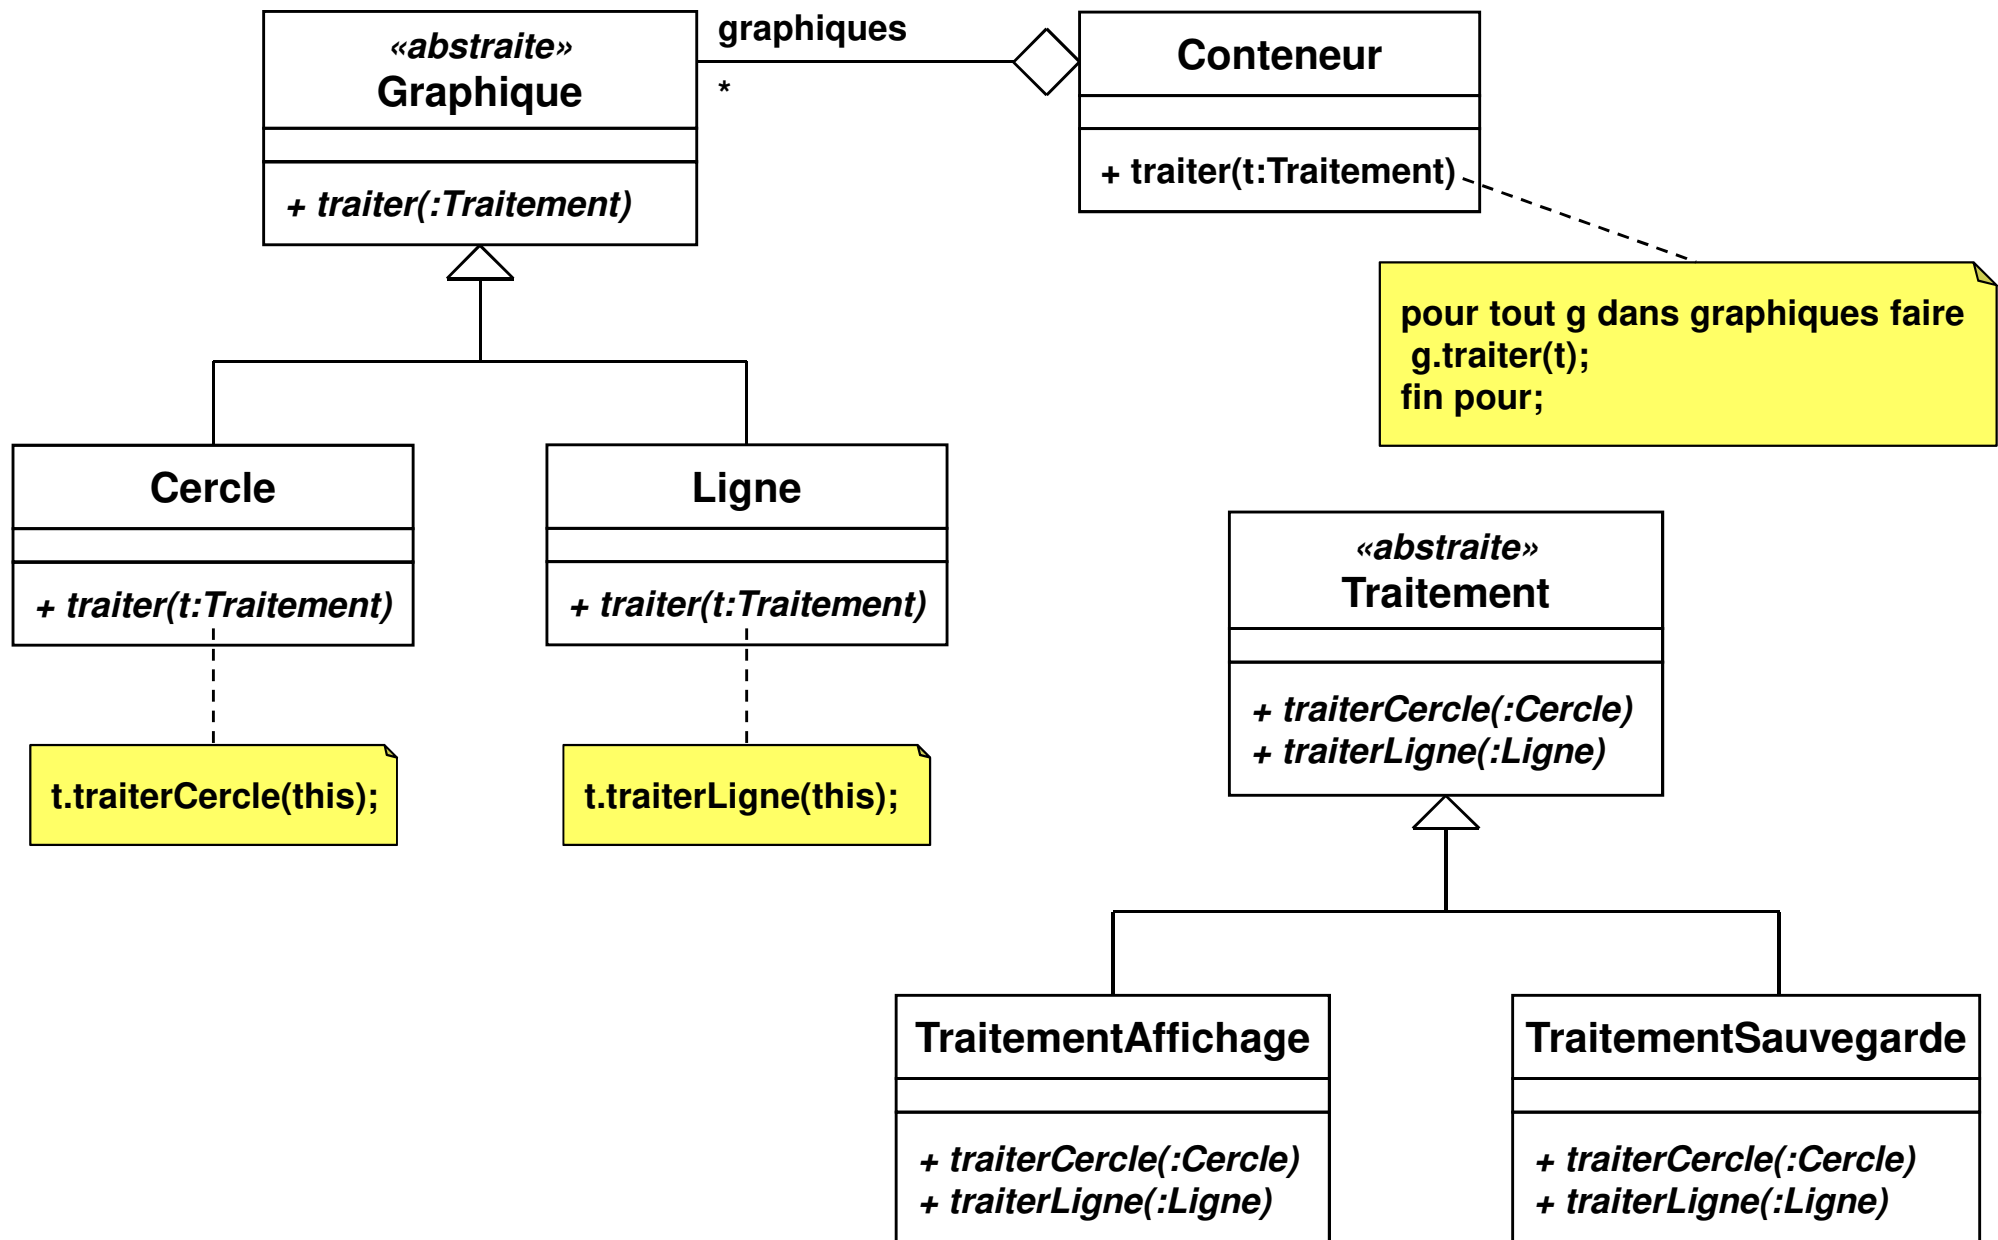 «abstraite»
Graphique
+ traiter(:Traitement)
graphiques
*
Conteneur
+ traiter(t:Traitement)
pour tout g dans graphiques faire
g.traiter(t);
fin pour;
Cercle
+ traiter(t:Traitement)
t.traiterCercle(this);
Ligne
+ traiter(t:Traitement)
t.traiterLigne(this);
«abstraite»
Traitement
+ traiterCercle(:Cercle)
+ traiterLigne(:Ligne)
TraitementAffichage
+ traiterCercle(:Cercle)
+ traiterLigne(:Ligne)
TraitementSauvegarde
+ traiterCercle(:Cercle)
+ traiterLigne(:Ligne)